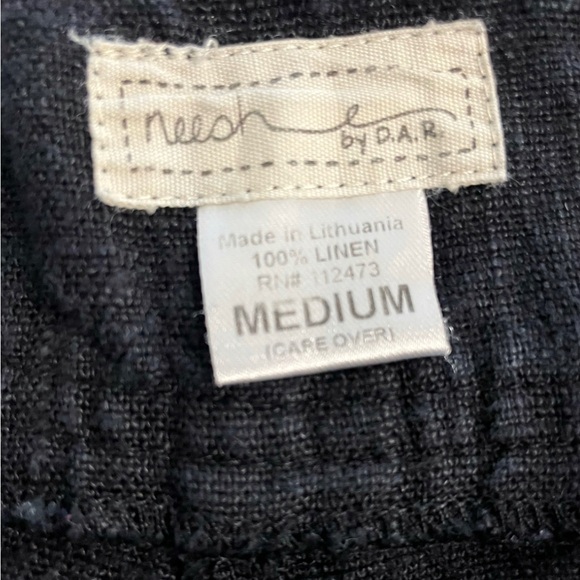 neesh
by D.A.R.
Made in Lithuania
100% LINEN
RN# 112473
MEDIUM
(CARE OVER)